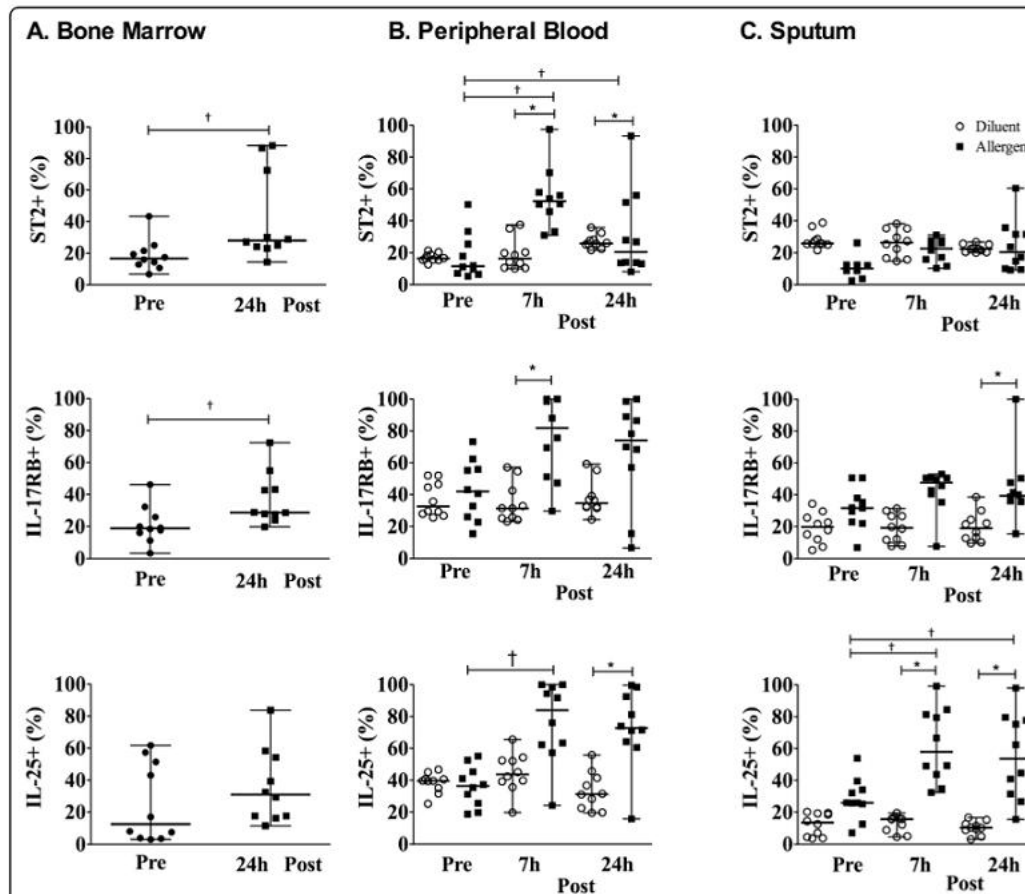 A. Bone Marrow
B. Peripheral Blood
C. Sputum
ST2+ (%)
100
80
60
40
20
0
†
Pre
24h
Post
ST2+ (%)
100
80
60
40
20
0
†
†
*
*
Pre
7h
24h
Post
ST2+ (%)
100
80
60
40
20
0
Diluent
Allergen
Pre
7h
24h
Post
IL-17RB+ (%)
100
80
60
40
20
0
†
Pre
24h
Post
IL-17RB+ (%)
100
80
60
40
20
0
*
Pre
7h
24h
Post
IL-17RB+ (%)
100
80
60
40
20
0
*
Pre
7h
24h
Post
IL-25+ (%)
100
80
60
40
20
0
Pre
24h
Post
IL-25+ (%)
100
80
60
40
20
0
†
*
Pre
7h
24h
Post
IL-25+ (%)
100
80
60
40
20
0
†
†
*
*
Pre
7h
24h
Post